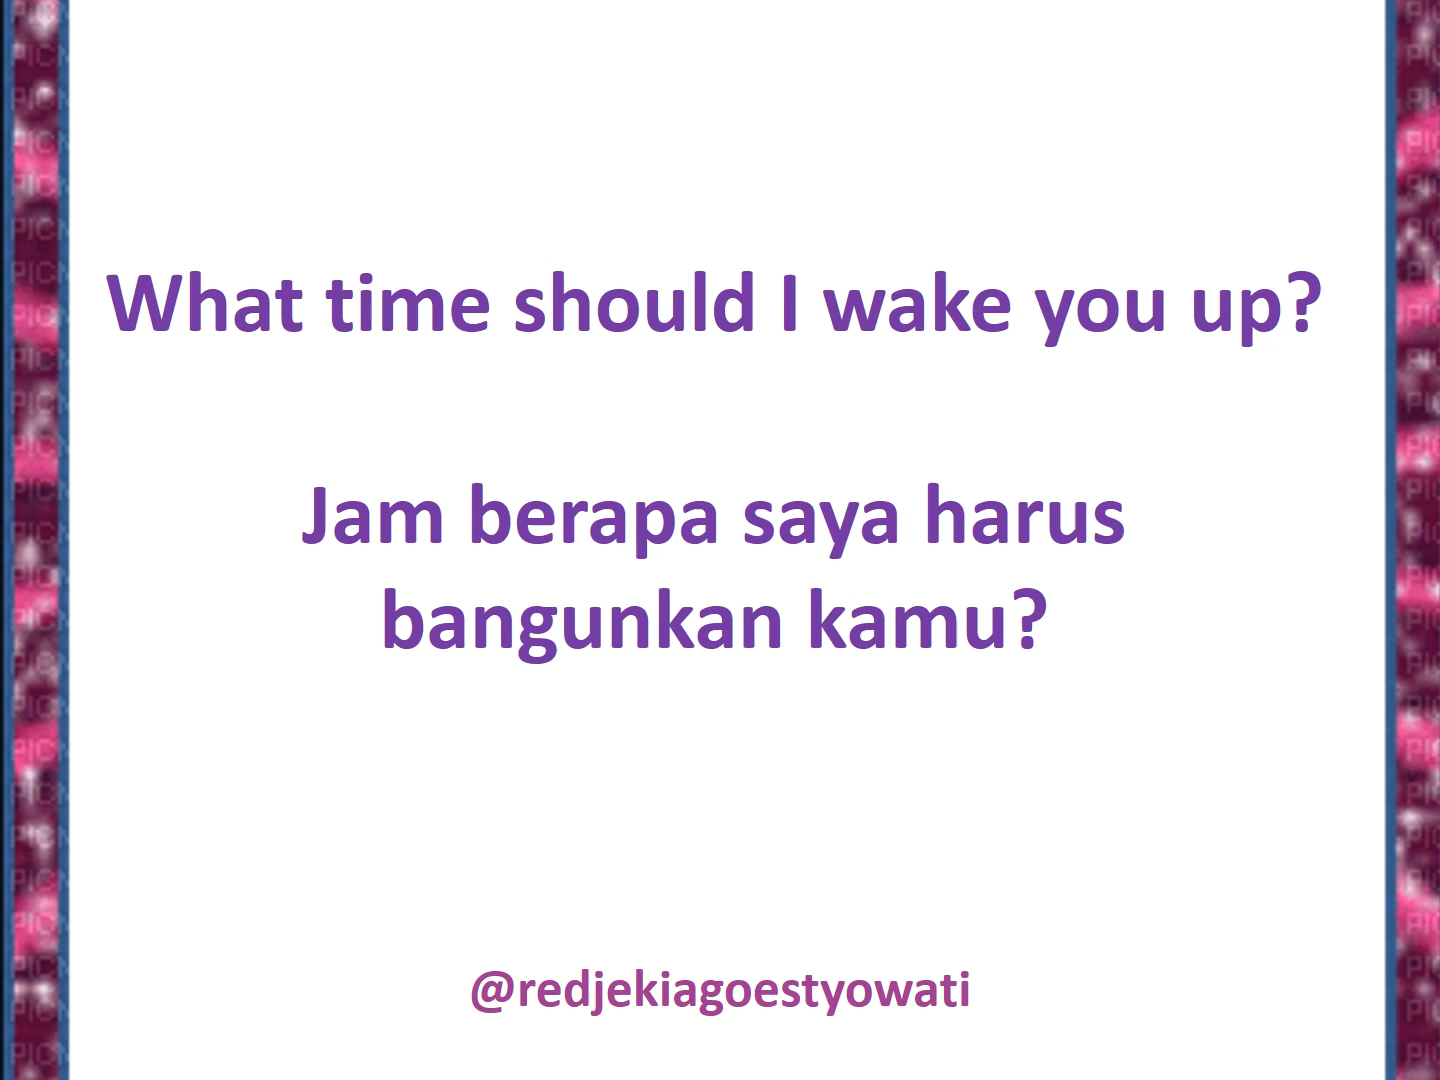 What time should I wake you up?
Jam berapa saya harus
bangunkan kamu?
@redjekiagoestyowati